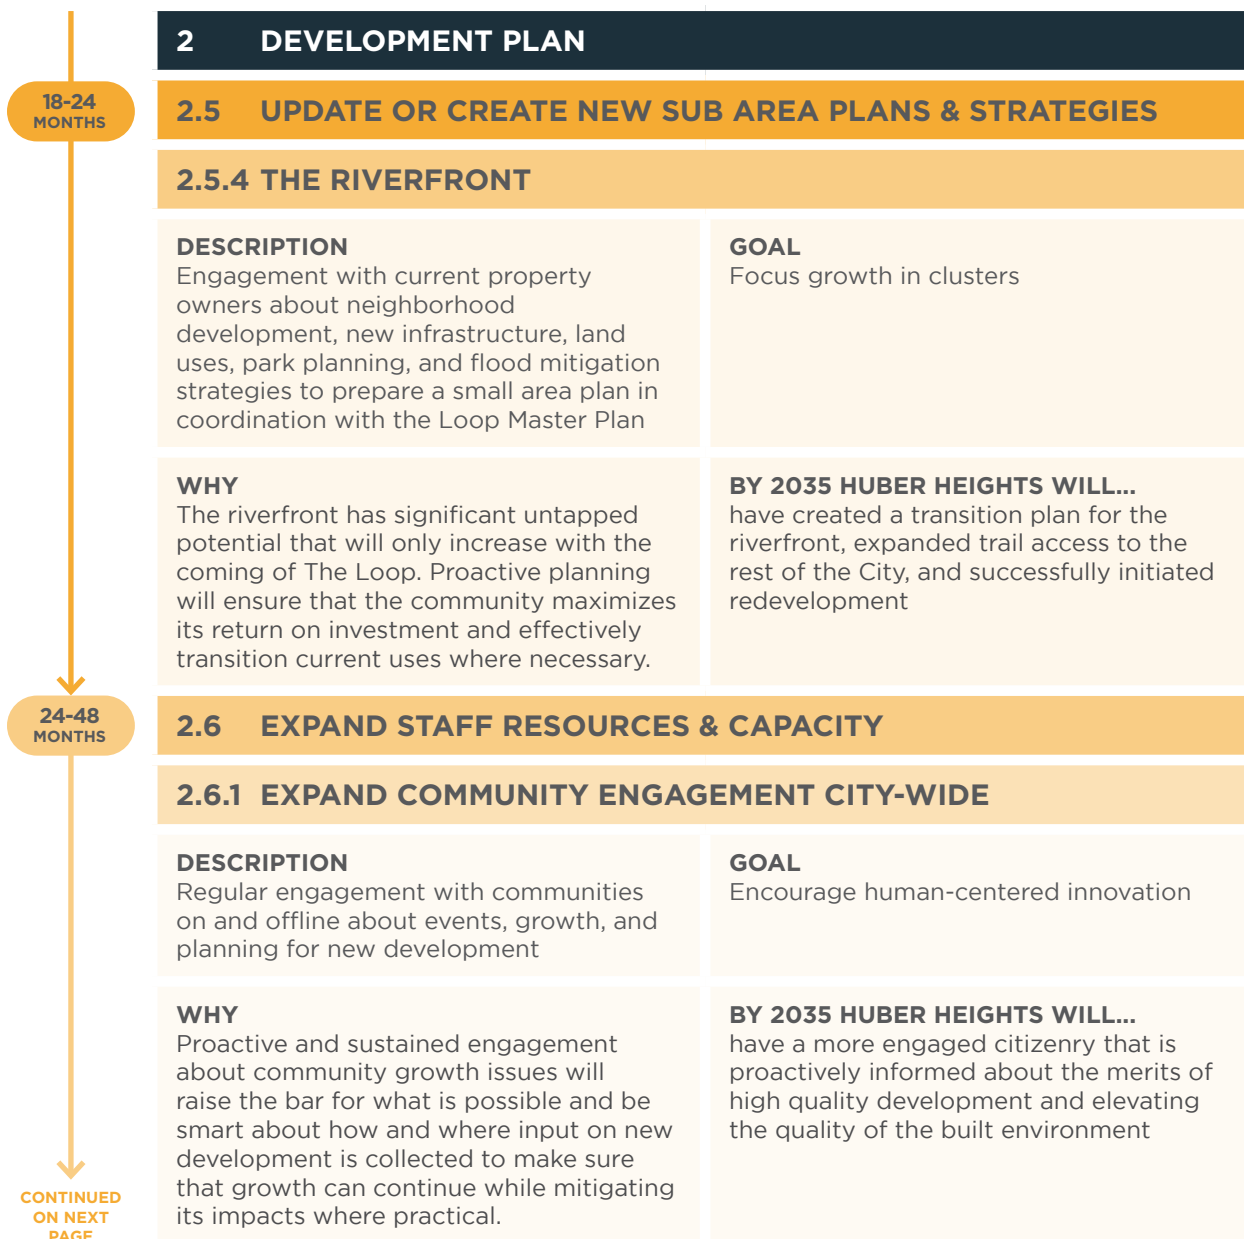 2 DEVELOPMENT PLAN
18-24
MONTHS
2.5 UPDATE OR CREATE NEW SUB AREA PLANS & STRATEGIES
2.5.4 THE RIVERFRONT
DESCRIPTION
Engagement with current property
owners about neighborhood
development, new infrastructure, land
uses, park planning, and flood mitigation
strategies to prepare a small area plan in
coordination with the Loop Master Plan
GOAL
Focus growth in clusters
WHY
The riverfront has significant untapped
potential that will only increase with the
coming of The Loop. Proactive planning
will ensure that the community maximizes
its return on investment and effectively
transition current uses where necessary.
BY 2035 HUBER HEIGHTS WILL...
have created a transition plan for the
riverfront, expanded trail access to the
rest of the City, and successfully initiated
redevelopment
24-48
MONTHS
2.6 EXPAND STAFF RESOURCES & CAPACITY
2.6.1 EXPAND COMMUNITY ENGAGEMENT CITY-WIDE
DESCRIPTION
Regular engagement with communities
on and offline about events, growth, and
planning for new development
GOAL
Encourage human-centered innovation
WHY
Proactive and sustained engagement
about community growth issues will
raise the bar for what is possible and be
smart about how and where input on new
development is collected to make sure
that growth can continue while mitigating
its impacts where practical.
BY 2035 HUBER HEIGHTS WILL...
have a more engaged citizenry that is
proactively informed about the merits of
high quality development and elevating
the quality of the built environment
CONTINUED
ON NEXT
PAGE